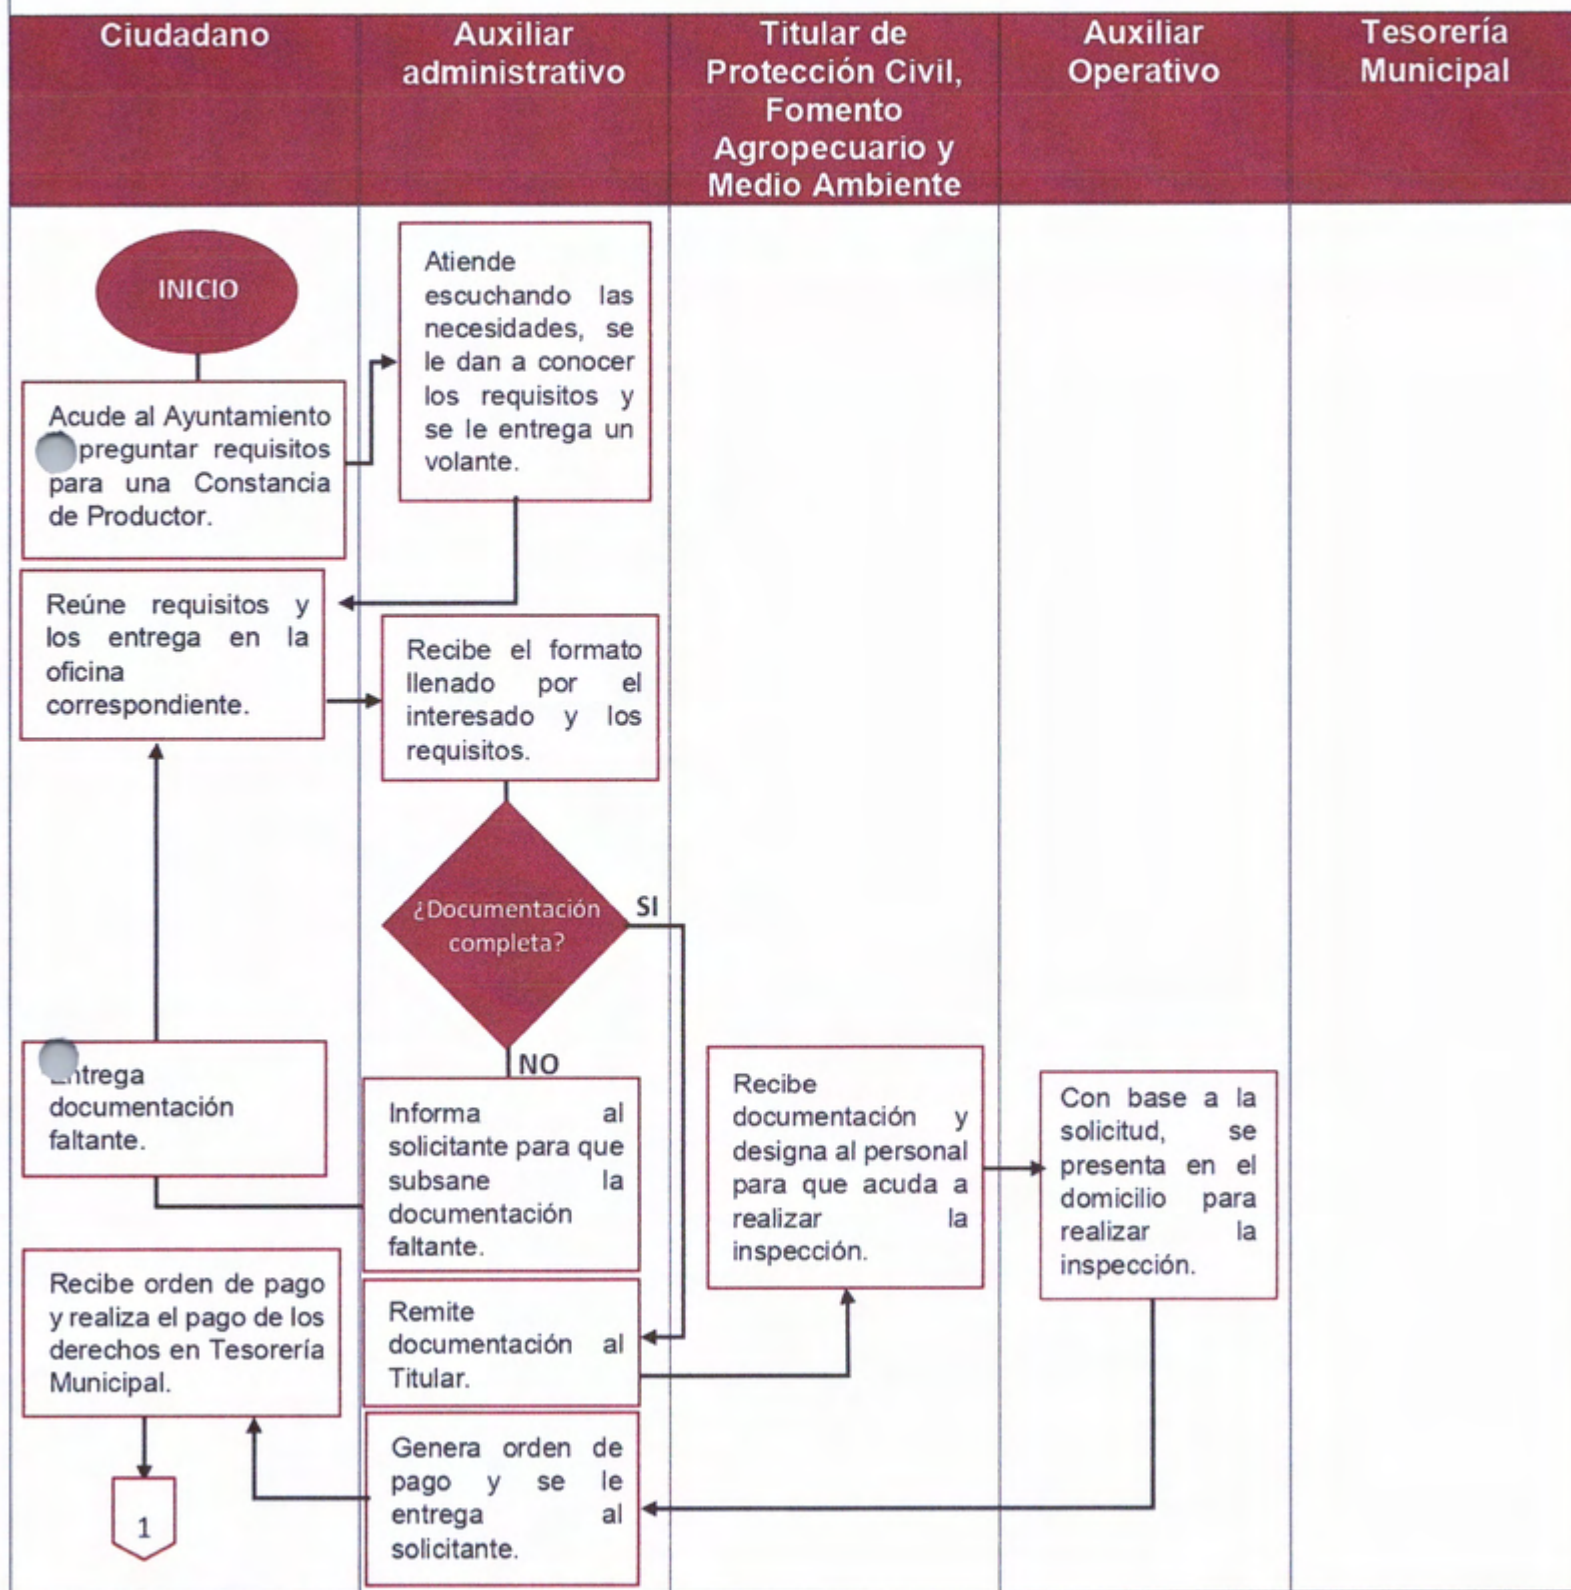 Ciudadano
Auxiliar
administrativo
Titular de
Protección Civil,
Fomento
Agropecuario y
Medio Ambiente
Auxiliar
Operativo
Tesorería
Municipal
INICIO
Acude al Ayuntamiento
preguntar requisitos
para una Constancia
de Productor.
Atiende
escuchando las
necesidades, se
le dan a conocer
los requisitos y
se le entrega un
volante.
Reúne requisitos y
los entrega en la
oficina
correspondiente.
Recibe el formato
llenado por el
interesado y los
requisitos.
¿Documentación
completa?
SI
NO
Entrega
documentación
faltante.
Informa al
solicitante para que
subsane la
documentación
faltante.
Recibe
documentación y
designa al personal
para que acuda a
realizar la
inspección.
Con base a la
solicitud, se
presenta en el
domicilio para
realizar la
inspección.
Remite
documentación al
Titular.
Recibe orden de pago
y realiza el pago de los
derechos en Tesorería
Municipal.
Genera orden de
pago y se le
entrega al
solicitante.
1